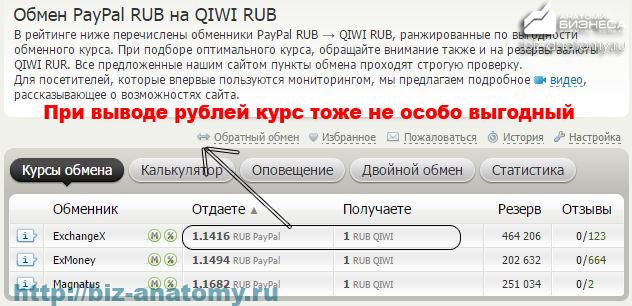 Обмен PayPal RUB на QIWI RUB
АНАТОМИЯ
БИЗНЕСА
biz-anatomy.ru
В рейтинге ниже перечислены обменники PayPal RUB → QIWI RUB, ранжированные по выгодности
обменного курса. При подборе оптимального курса, обращайте внимание также и на резервы валюты
QIWI RUR. Все предложенные нашим сайтом пункты обмена проходят строгую проверку.
Для посетителей, которые впервые пользуются мониторингом, мы предлагаем подробное видео,
рассказывающее о возможностях сайта.
При выводе рублей курс тоже не особо выгодный
Обратный обмен Избранное Пожаловаться История Настройка
Курсы обмена Калькулятор Оповещение Двойной обмен Статистика
Обменник Отдаете ▲ Получаете Резерв Отзывы
i ExchangeX M % 1.1416 RUB PayPal 1 RUB QIWI 464 206 0/123
i ExMoney M % 1.1494 RUB PayPal 1 RUB QIWI 202 632 0/664
i Magnatus M % 1.1682 RUB PayPal 1 RUB QIWI 251 034 0/2
http://biz-anatomy.ru